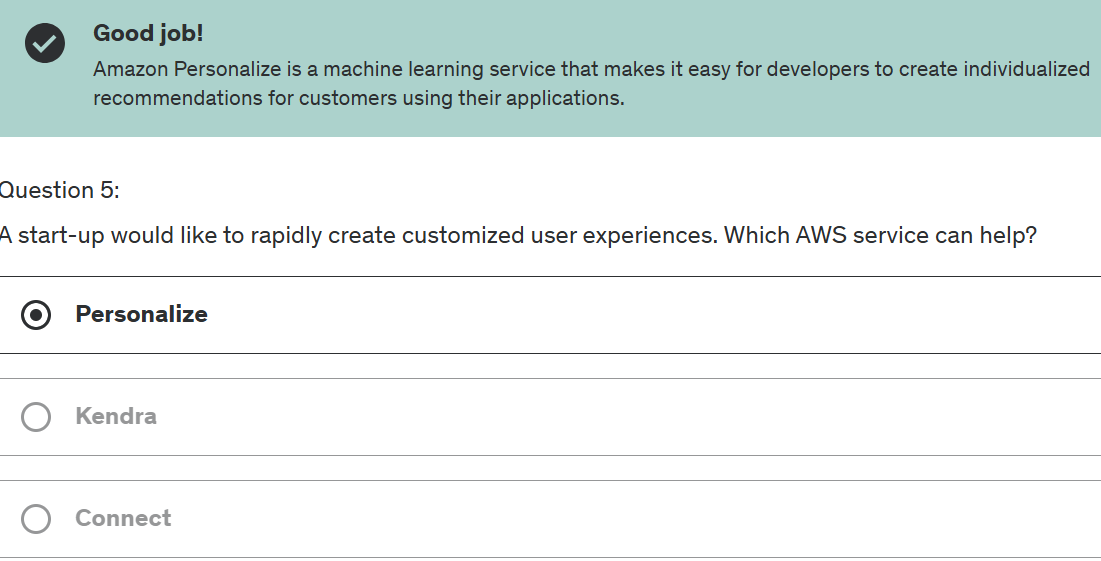 Good job!
Amazon Personalize is a machine learning service that makes it easy for developers to create individualized
recommendations for customers using their applications.
Question 5:
A start-up would like to rapidly create customized user experiences. Which AWS service can help?
Personalize
Kendra
Connect